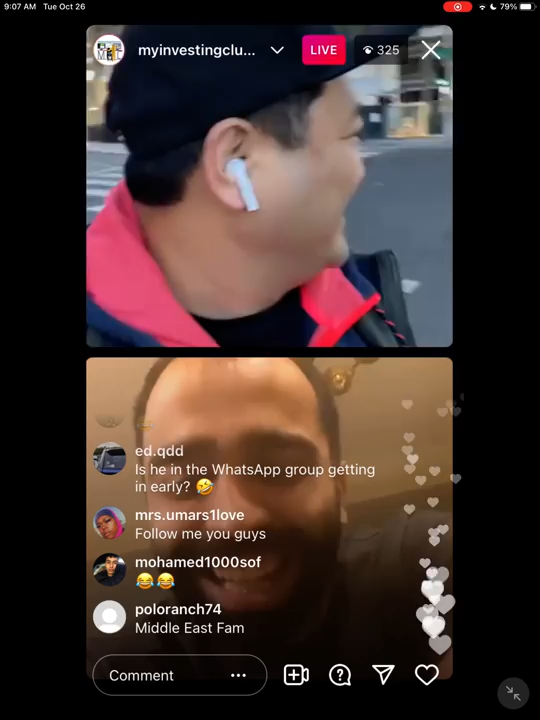 9:07 AM Tue Oct 26
79%
myinvestingclu...
LIVE
325
ed.qdd
Is he in the WhatsApp group getting
in early? 🤣
mrs.umars1love
Follow me you guys
mohamed1000sof
😂😂
poloranch74
Middle East Fam
Comment